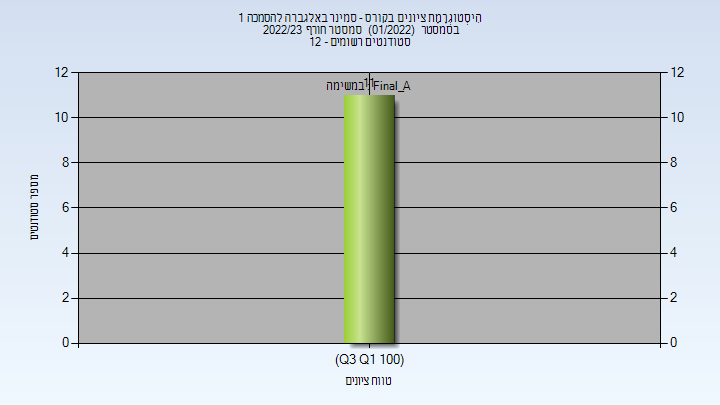 היסטוגרמת ציונים בקורס - סמינר באלגברה להסמכה 1
בסמסטר (01/2022) סמסטר חורף 2022/23
סטודנטים רשומים - 12
12
10
8
6
4
2
0
12
10
8
6
4
2
0
11
במשימה: Final_A
מספר סטודנטים
(Q3 Q1 100)
טווח ציונים